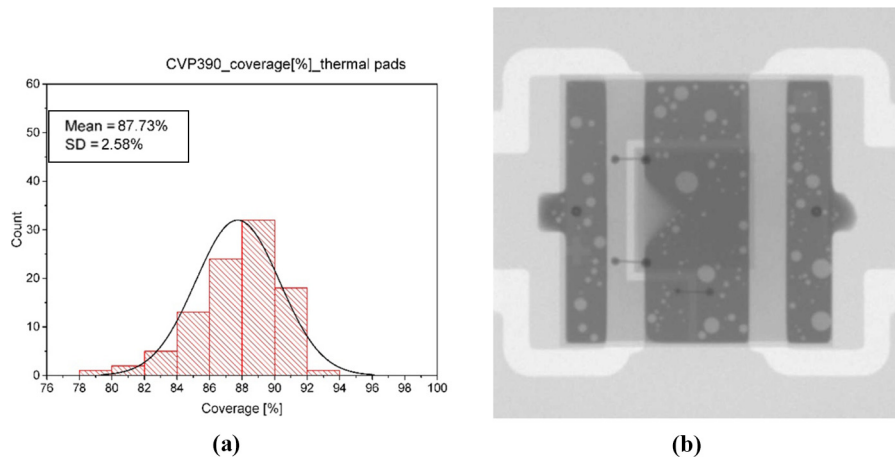 CVP390_coverage[%]_thermal pads
60
50
40
30
20
10
0
Count
Mean = 87.73%
SD = 2.58%
76 78 80 82 84 86 88 90 92 94 96 98 100
Coverage [%]
(a)
(b)